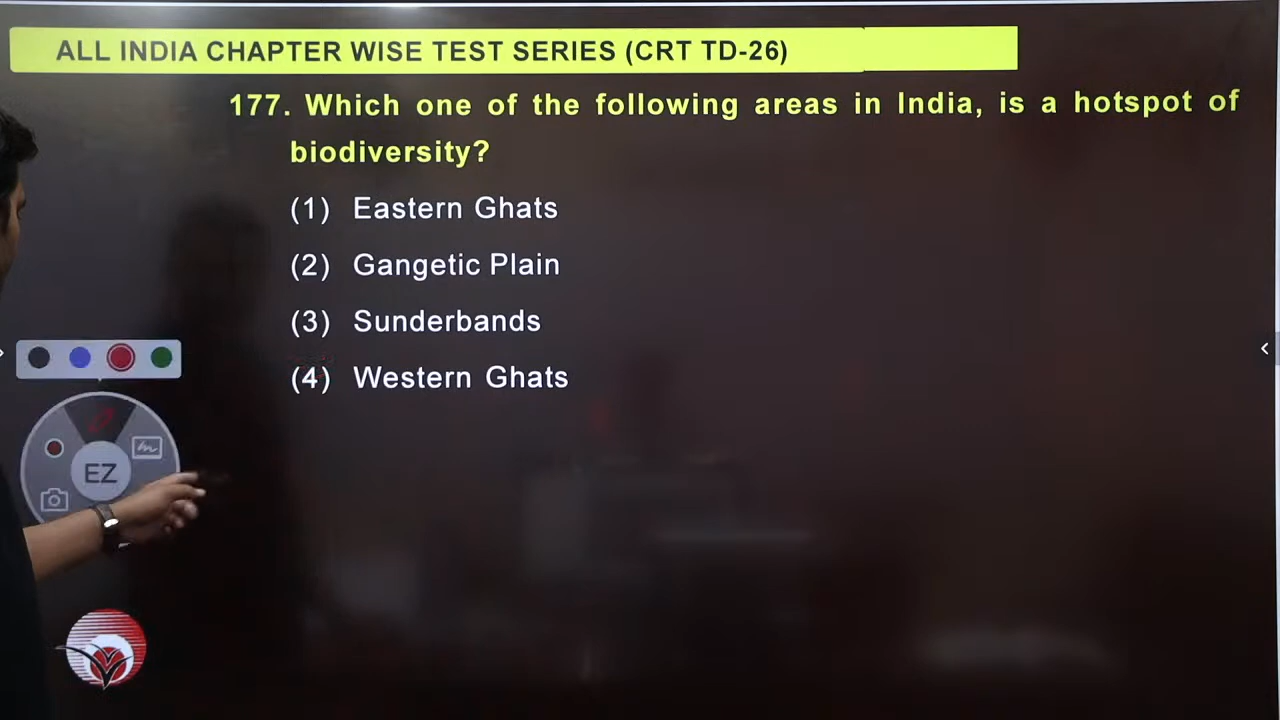 ALL INDIA CHAPTER WISE TEST SERIES (CRT TD-26)
177. Which one of the following areas in India, is a hotspot of
biodiversity?
(1) Eastern Ghats
(2) Gangetic Plain
(3) Sunderbands
(4) Western Ghats
EZ